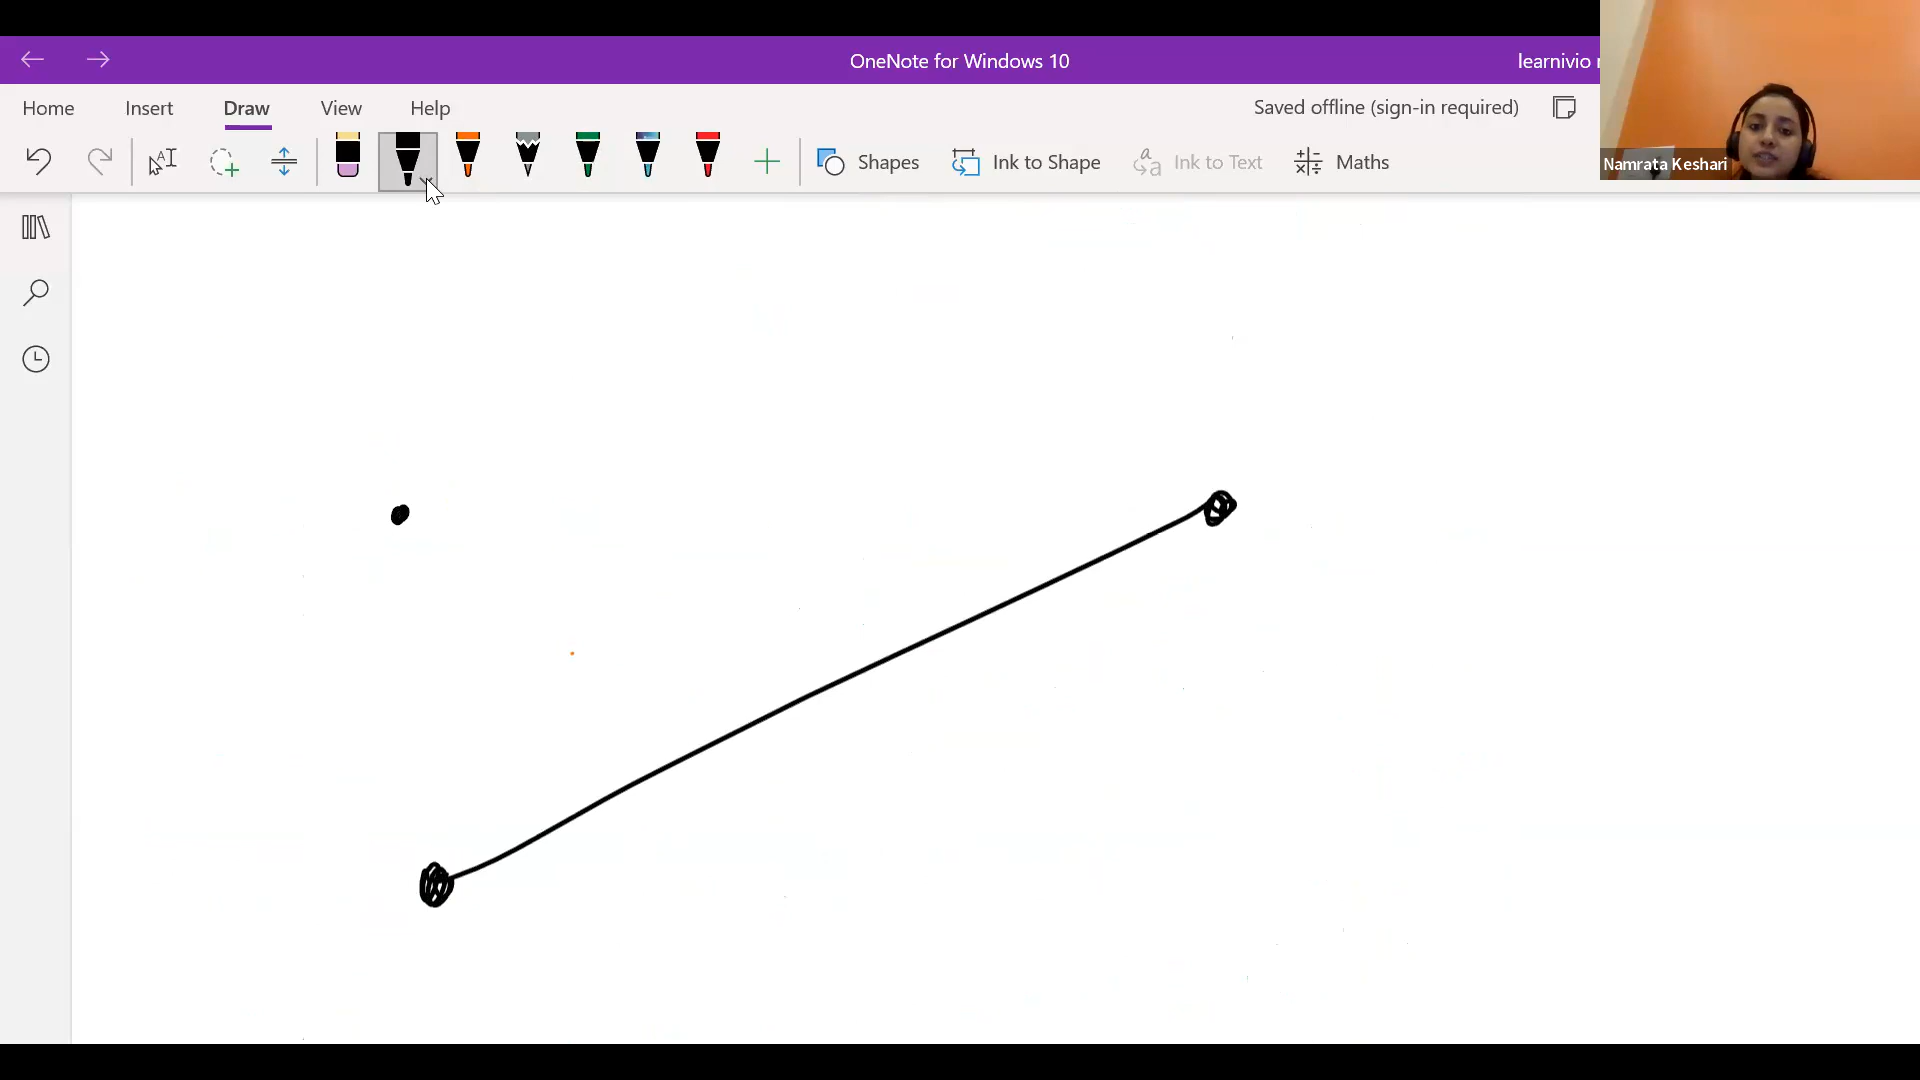 OneNote for Windows 10
learnivio
Home Insert Draw View Help
Saved offline (sign-in required)
Shapes Ink to Shape Ink to Text Maths
Namrata Keshari